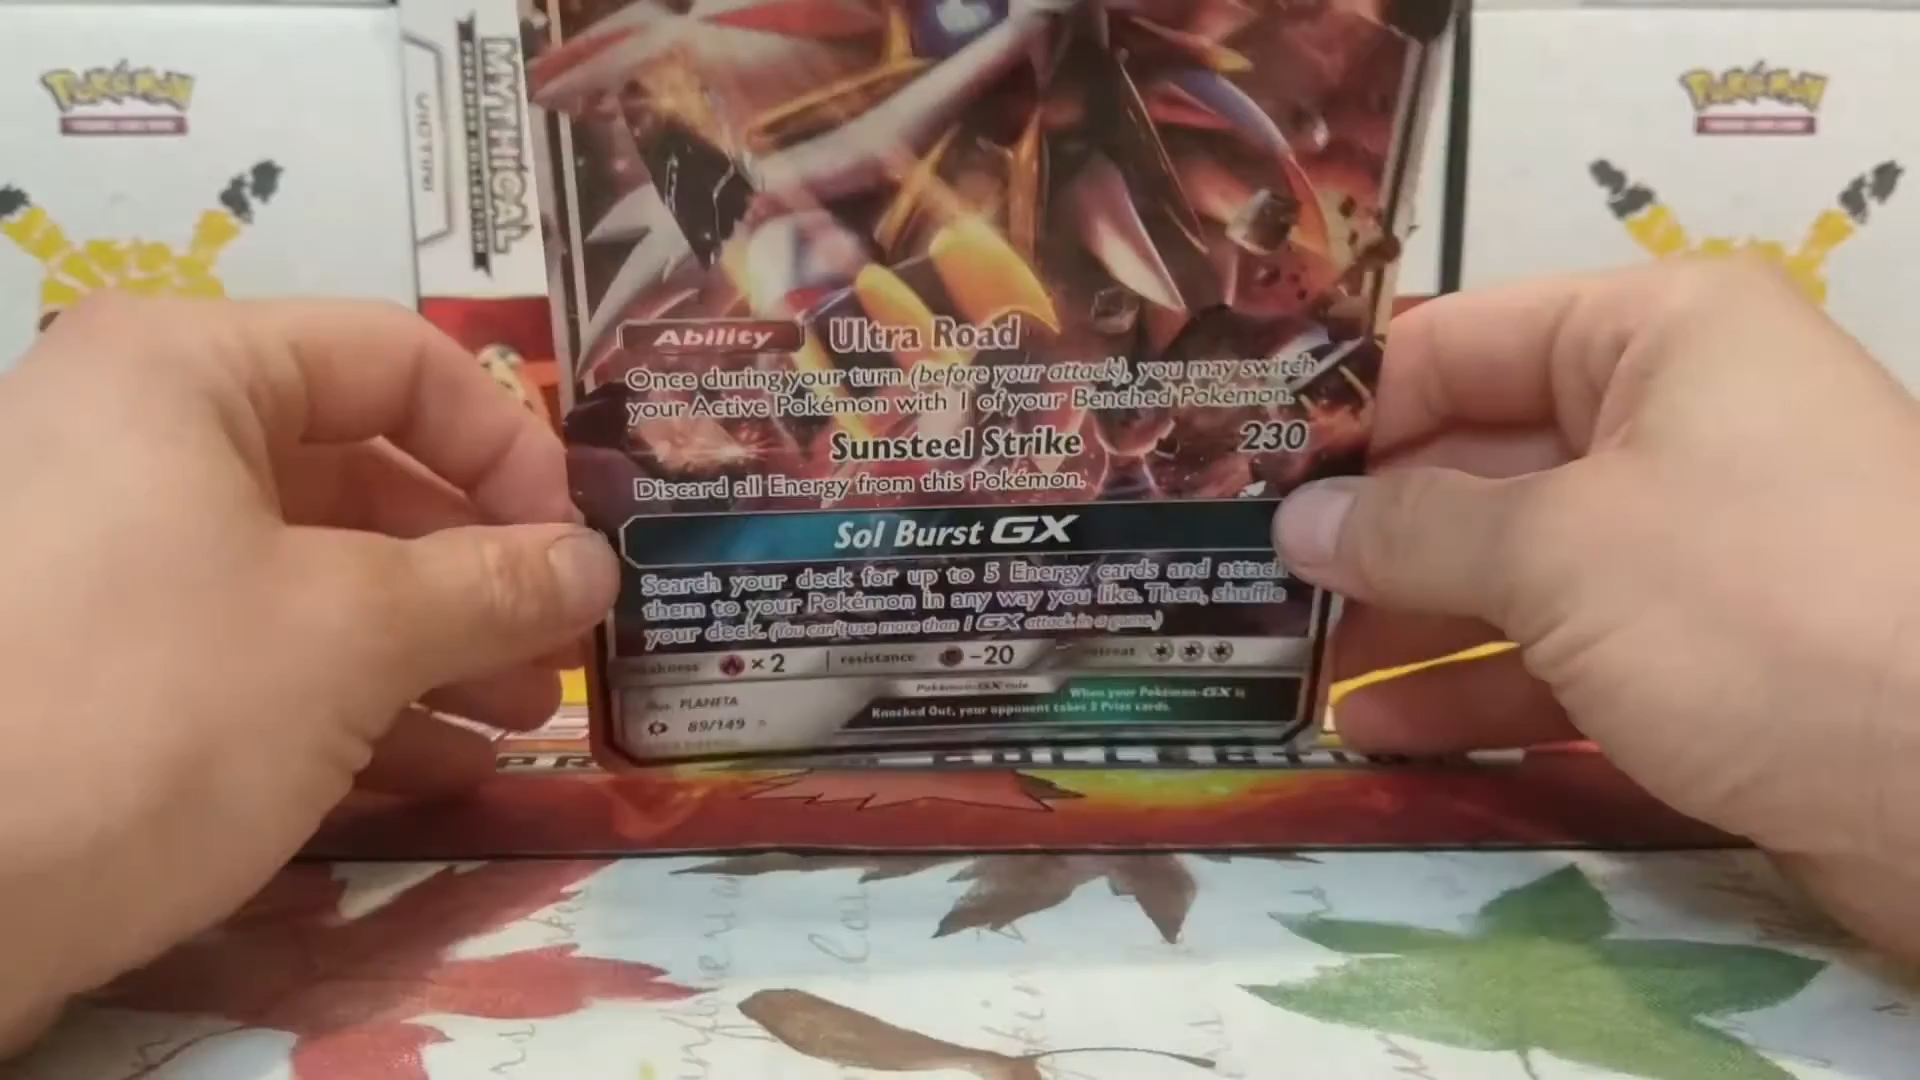 Pokémon
Pokémon
MYTHICAL
VICTINI
Ability Ultra Road
Once during your turn (before your attack), you may switch
your Active Pokémon with 1 of your Benched Pokémon.
Sunsteel Strike 230
Discard all Energy from this Pokémon.
Sol Burst GX
Search your deck for up to 5 Energy cards and attach
them to your Pokémon in any way you like. Then, shuffle
your deck. (You can't use more than 1 GX attack in a game.)
weakness × 2 resistance -20 retreat
Pokémon-GX rule
When your Pokémon-GX is
Knocked Out, your opponent takes 2 Prize cards.
Illus. PLANETA
89/149